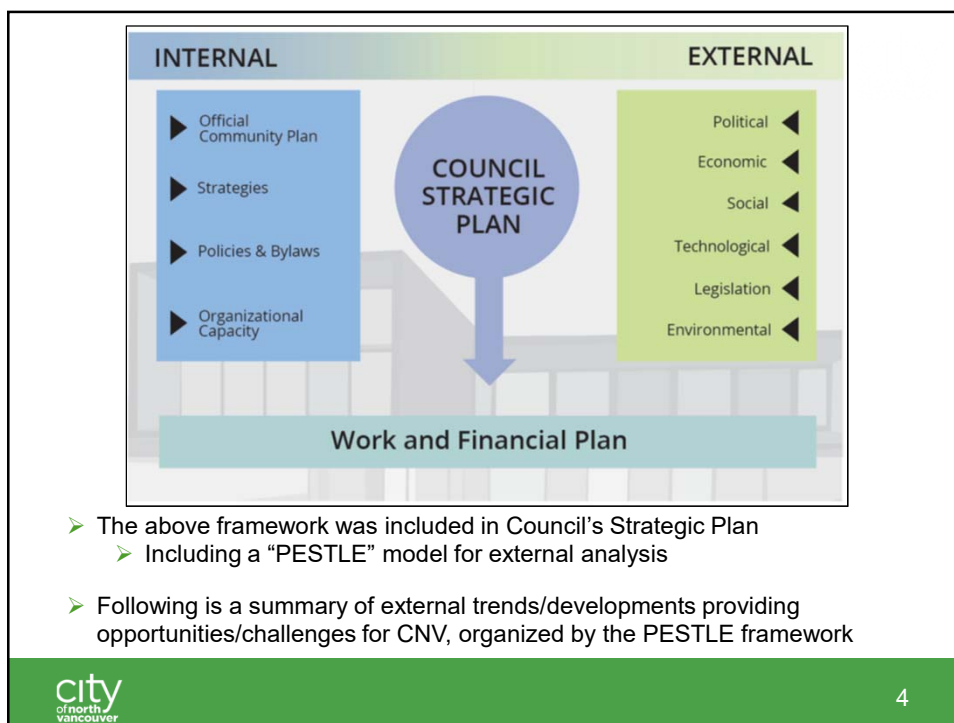 INTERNAL
EXTERNAL
Official
Community Plan
Strategies
Policies & Bylaws
Organizational
Capacity
COUNCIL
STRATEGIC
PLAN
Political
Economic
Social
Technological
Legislation
Environmental
Work and Financial Plan
The above framework was included in Council’s Strategic Plan
Including a “PESTLE” model for external analysis
Following is a summary of external trends/developments providing
opportunities/challenges for CNV, organized by the PESTLE framework
city
of north
vancouver
4